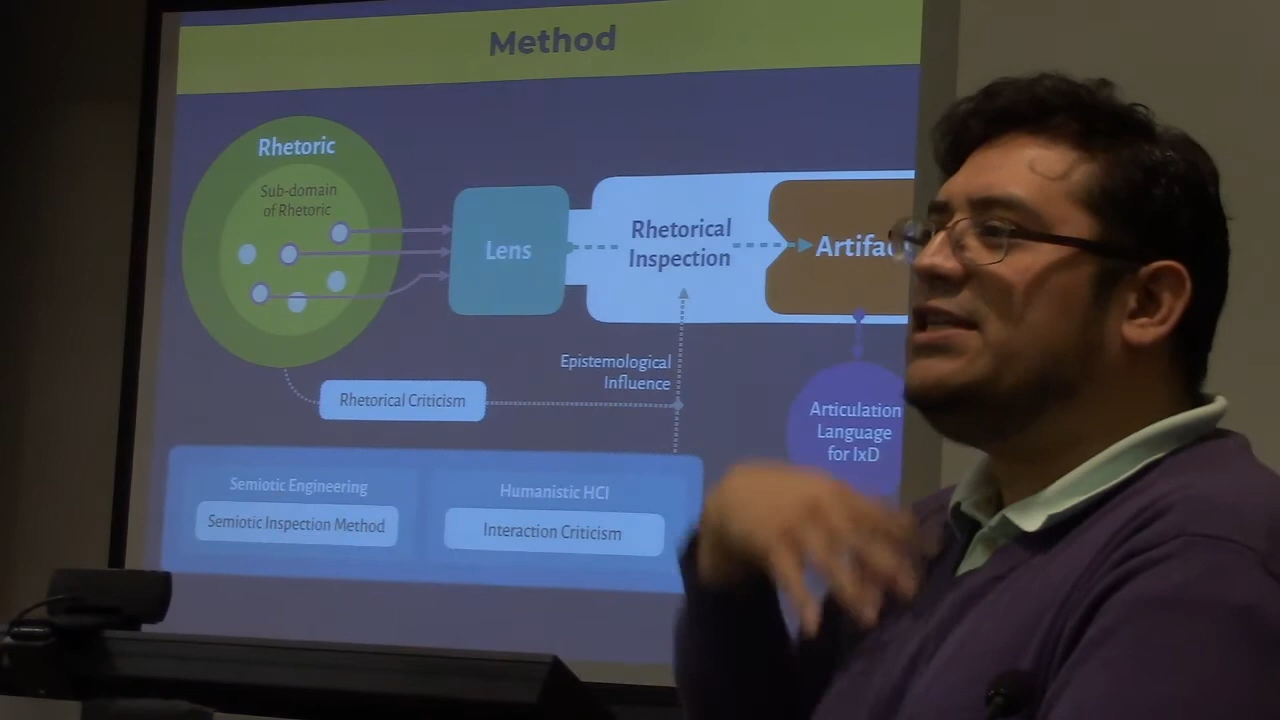 Method
Rhetoric
Sub-domain
of Rhetoric
Lens
Rhetorical
Inspection
Artifac
Epistemological
Influence
Rhetorical Criticism
Articulation
Language
for IxD
Semiotic Engineering
Semiotic Inspection Method
Humanistic HCI
Interaction Criticism